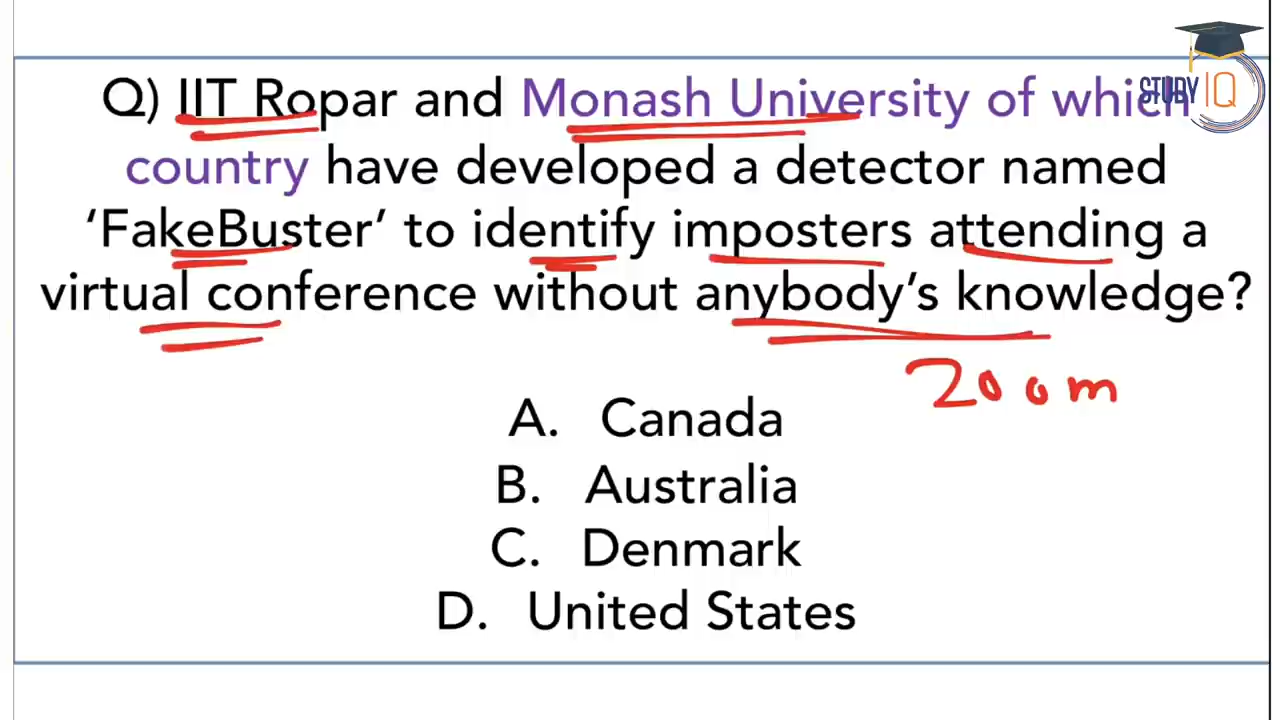 Q) IIT Ropar and Monash University of which
country have developed a detector named
‘FakeBuster’ to identify imposters attending a
virtual conference without anybody’s knowledge?
zoom
A. Canada
B. Australia
C. Denmark
D. United States
STUDY IQ